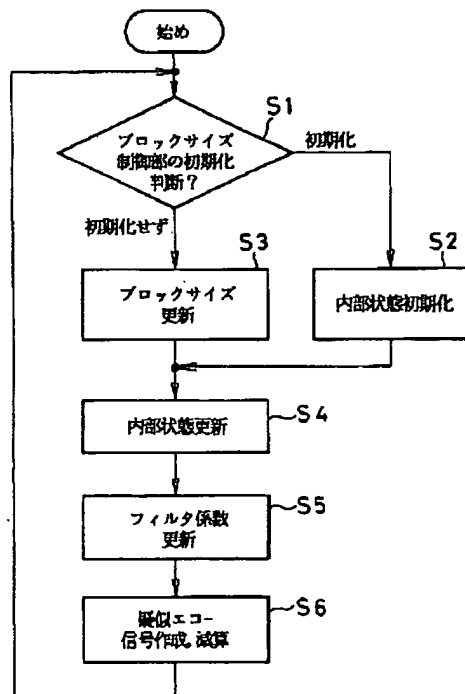 始め
S1
ブロックサイズ
制御部の初期化
判断?
初期化
初期化せず
S3
S2
ブロックサイズ
更新
内部状態初期化
内部状態更新
S4
フィルタ係数
更新
S5
疑似エコー
信号作成。減算
S6